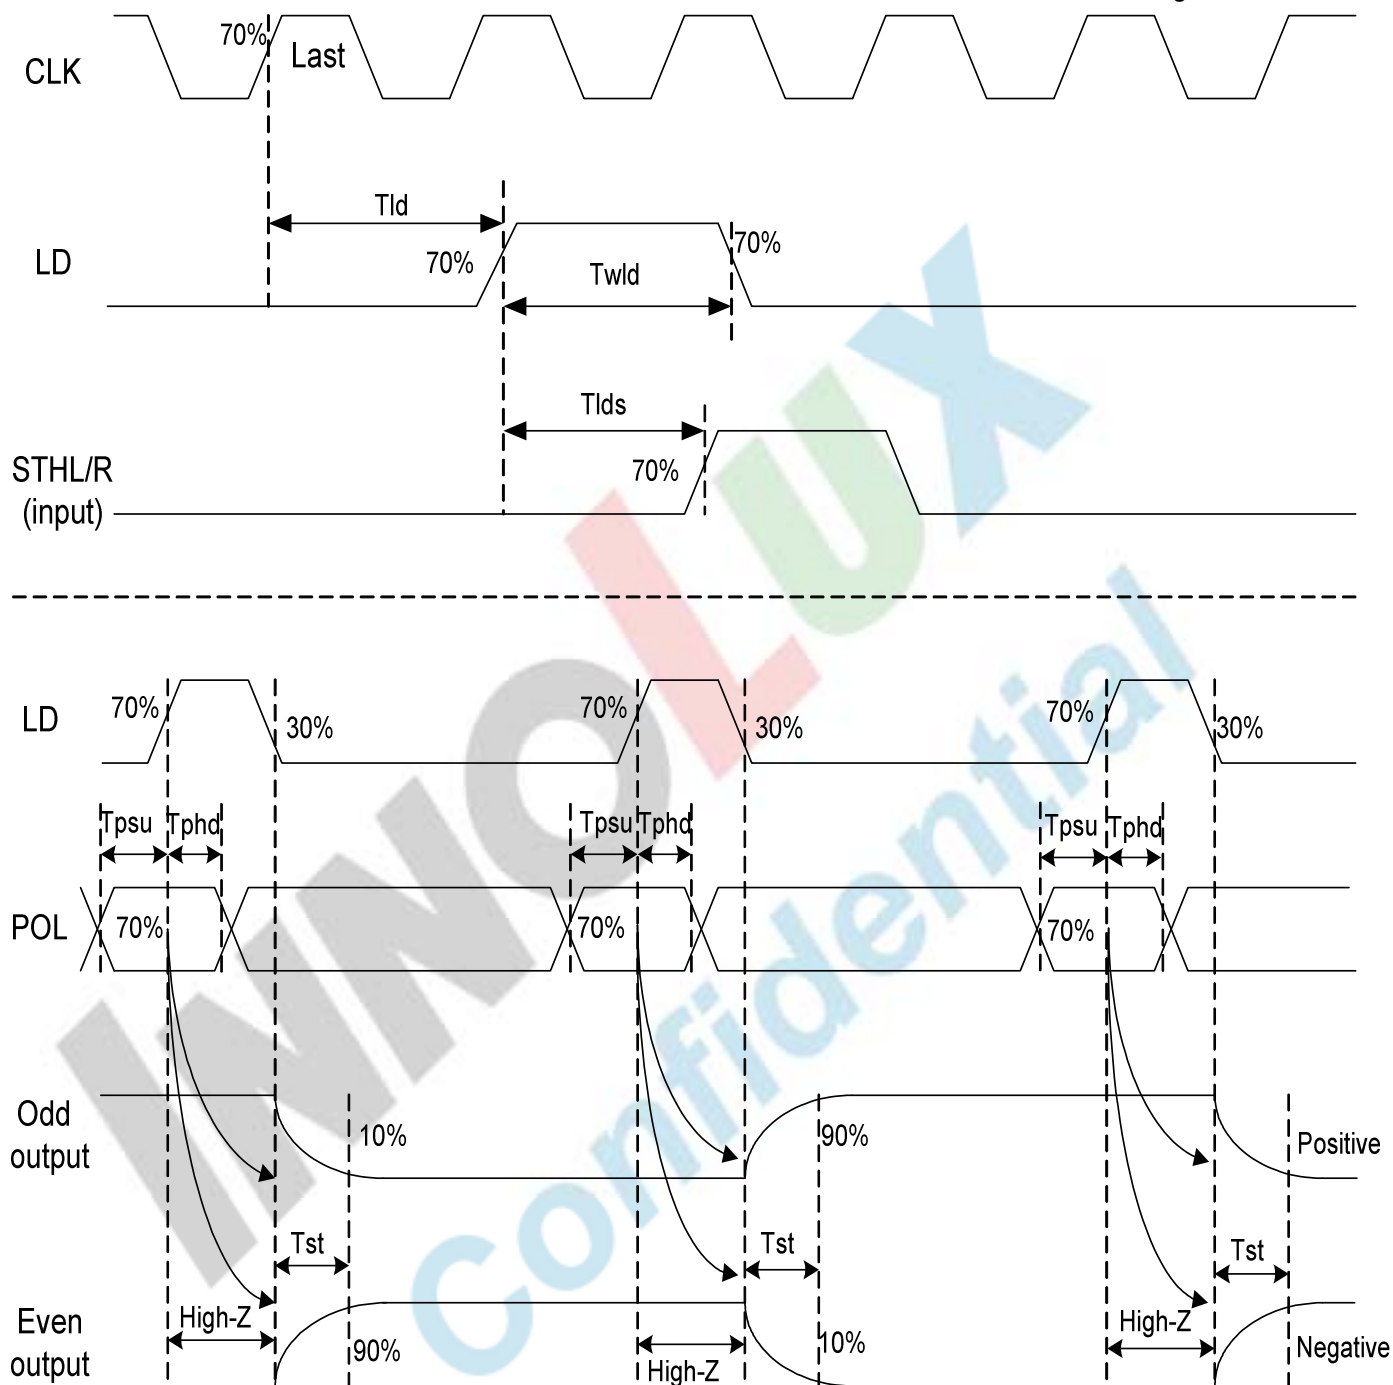 70%
Last
CLK
Tld
LD
70%
70%
Twld
Tlds
STHL/R
(input)
70%
INNOLUX
Confidential
LD
70%
30%
70%
30%
70%
30%
Tpsu
Tphd
Tpsu
Tphd
Tpsu
Tphd
POL
70%
70%
70%
Odd
output
10%
90%
Positive
Tst
Tst
Tst
Even
output
High-Z
90%
High-Z
10%
High-Z
Negative